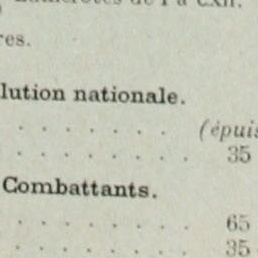 res.
lution nationale.
. . . . . . . (épuis
. . . . . . . . 35
Combattants.
. . . . . . . 65
. . . . . . . 35